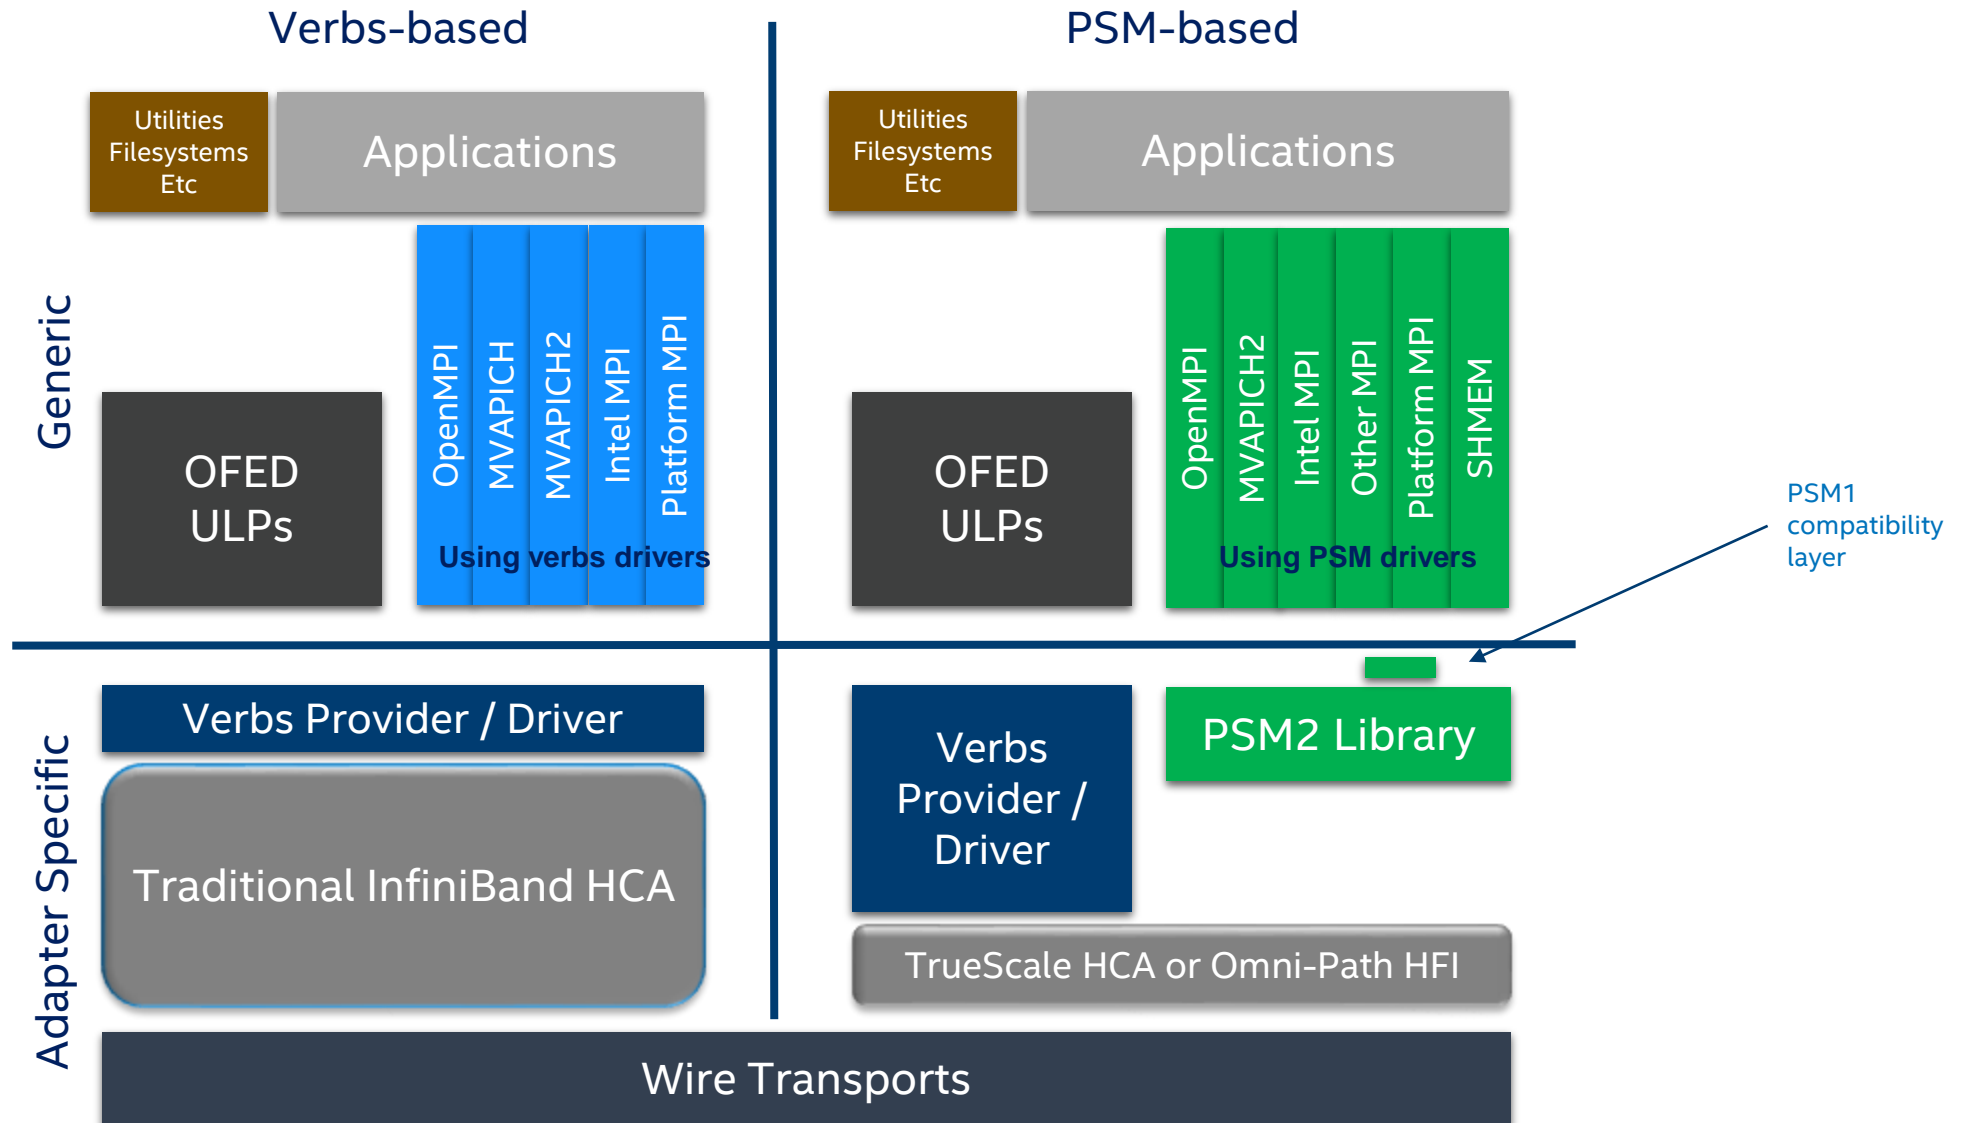 Verbs-based
PSM-based
Utilities
Filesystems
Etc
Applications
Utilities
Filesystems
Etc
Applications
Generic
OFED
ULPs
OpenMPI
MVAPICH
MVAPICH2
Intel MPI
Platform MPI
Using verbs drivers
OFED
ULPs
OpenMPI
MVAPICH2
Intel MPI
Other MPI
Platform MPI
SHMEM
Using PSM drivers
PSM1
compatibility
layer
Adapter Specific
Verbs Provider / Driver
Traditional InfiniBand HCA
Verbs
Provider /
Driver
PSM2 Library
TrueScale HCA or Omni-Path HFI
Wire Transports